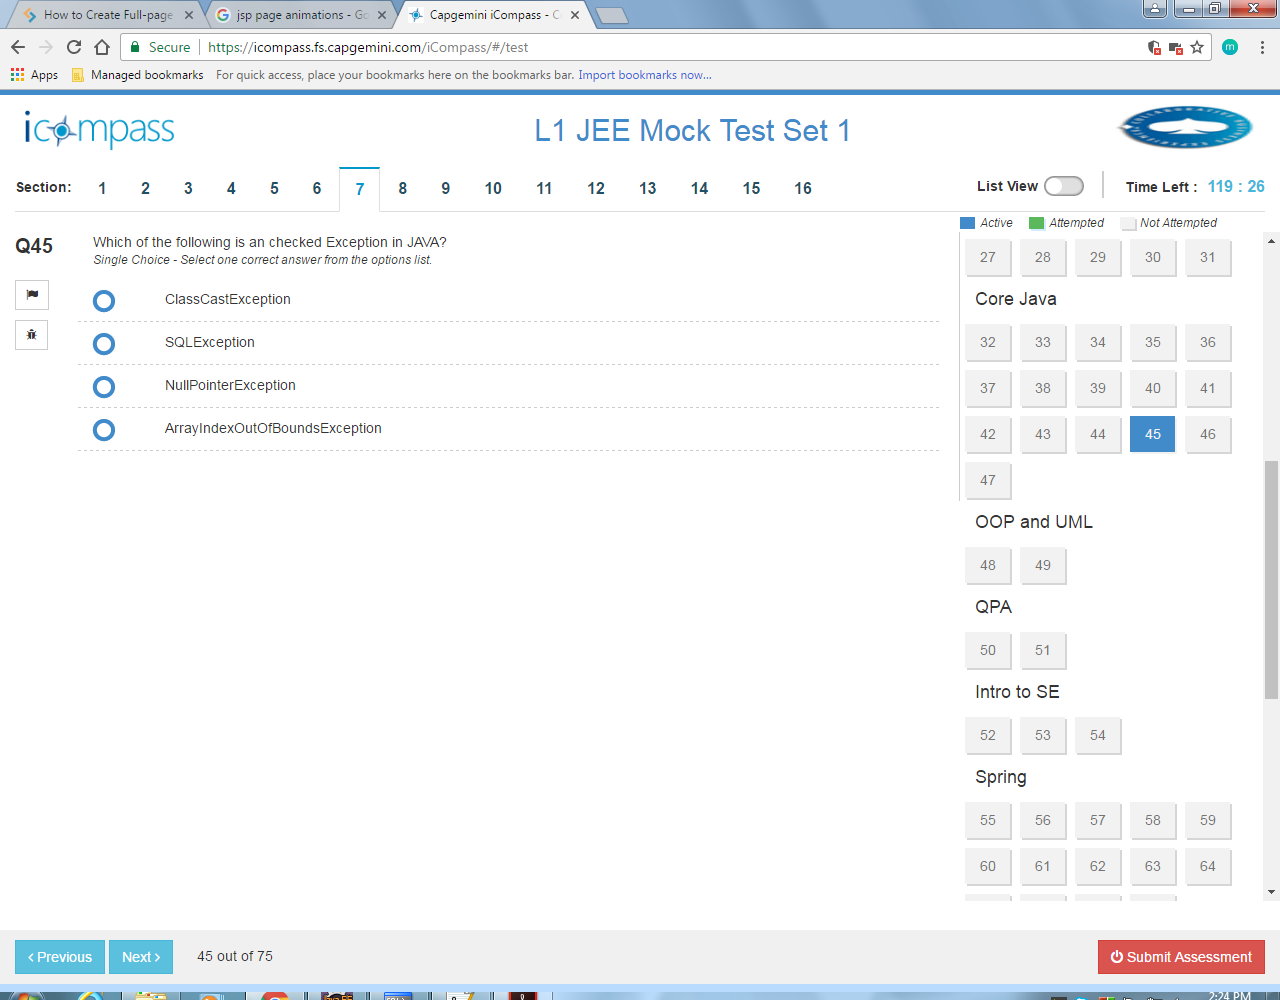 How to Create Full-page
jsp page animations - Go
Capgemini iCompass - C
Secure
https://icompass.fs.capgemini.com/iCompass/#/test
m
Apps
Managed bookmarks
For quick access, place your bookmarks here on the bookmarks bar.
Import bookmarks now...
icompass
L1 JEE Mock Test Set 1
Section: 1 2 3 4 5 6 7 8 9 10 11 12 13 14 15 16
List View
Time Left : 119 : 26
Active Attempted Not Attempted
Q45
Which of the following is an checked Exception in JAVA?
Single Choice - Select one correct answer from the options list.
ClassCastException
SQLException
NullPointerException
ArrayIndexOutOfBoundsException
27 28 29 30 31
Core Java
32 33 34 35 36
37 38 39 40 41
42 43 44 45 46
47
OOP and UML
48 49
QPA
50 51
Intro to SE
52 53 54
Spring
55 56 57 58 59
60 61 62 63 64
Previous
Next
45 out of 75
Submit Assessment
2:24 PM